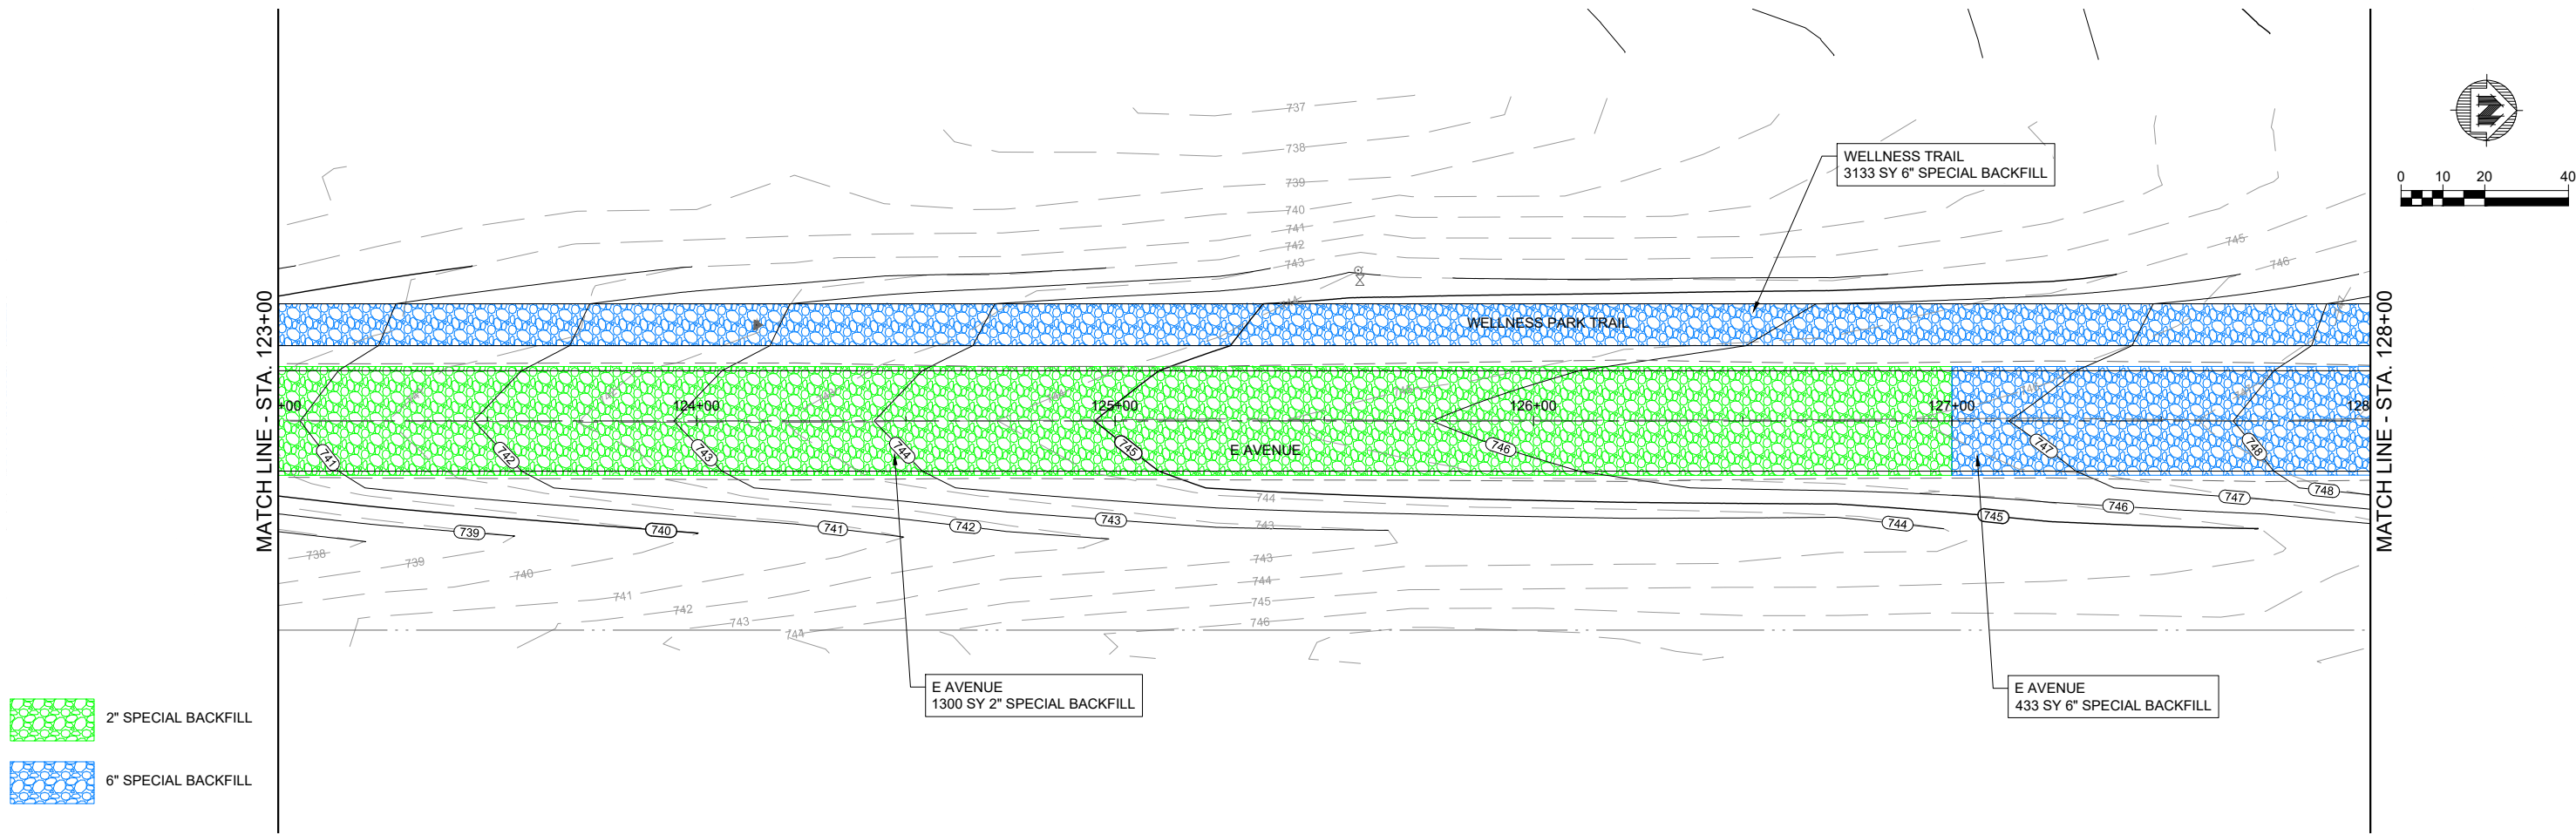 737
738
739
740
741
742
743
744
745
746
WELLNESS TRAIL
3133 SY 6" SPECIAL BACKFILL
N
0 10 20 40
MATCH LINE - STA. 123+00
WELLNESS PARK TRAIL
+00 124+00 125+00 126+00 127+00 128
E AVENUE
741 742 743 744 745 746 747 748
MATCH LINE - STA. 128+00
739 740 741 742 743 744 745 746 747 748
744
743
738 739 740 741 742 743 744
743
744
745
746
E AVENUE
1300 SY 2" SPECIAL BACKFILL
E AVENUE
433 SY 6" SPECIAL BACKFILL
2" SPECIAL BACKFILL
6" SPECIAL BACKFILL